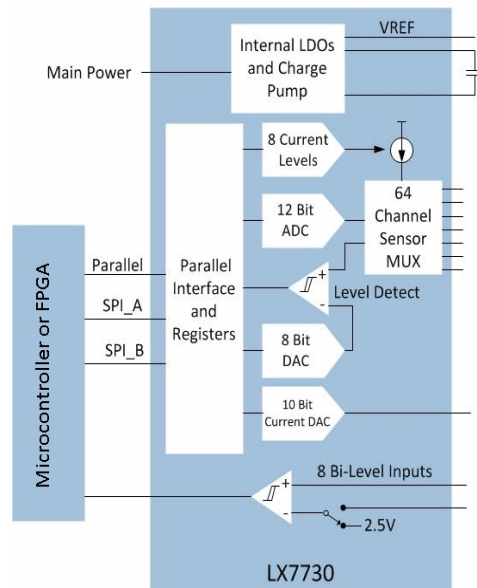 VREF
Internal LDOs
and Charge
Pump
Main Power
8 Current
Levels
64
Channel
Sensor
MUX
12 Bit
ADC
Microcontroller or FPGA
Parallel
SPI_A
SPI_B
Parallel
Interface
and
Registers
+
-
Level Detect
8 Bit
DAC
10 Bit
Current DAC
8 Bi-Level Inputs
+
-
2.5V
LX7730